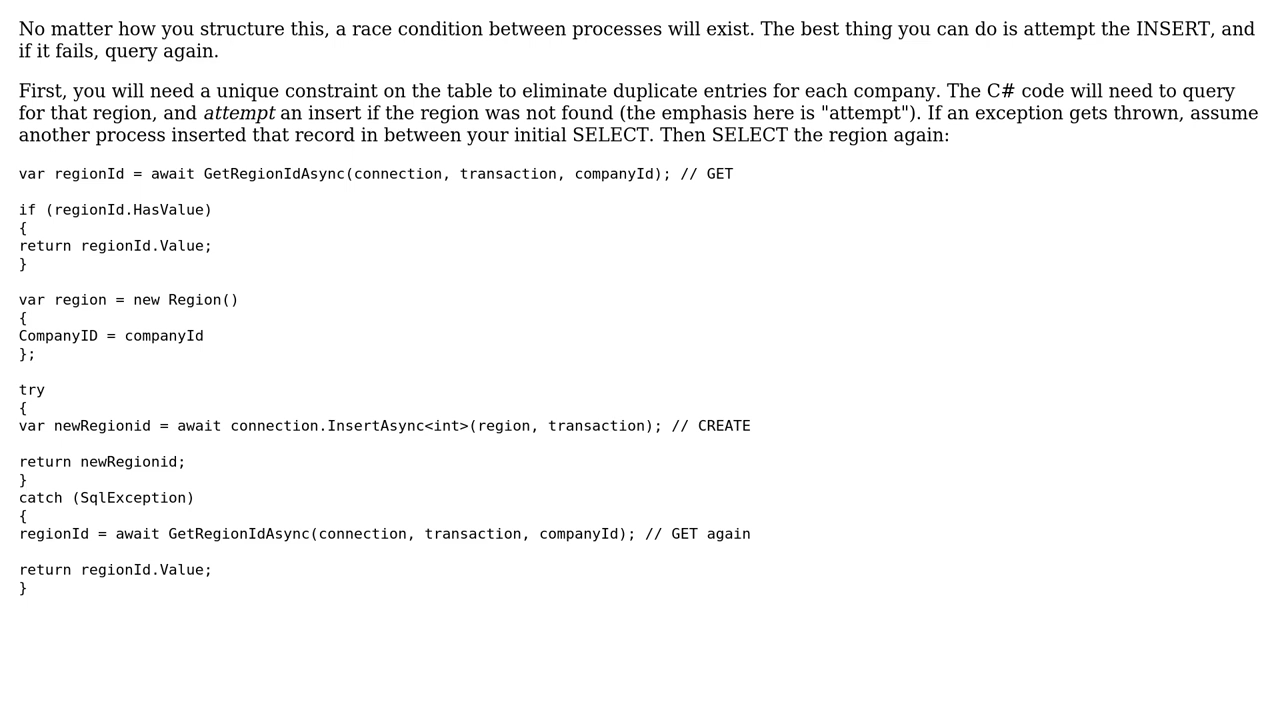 No matter how you structure this, a race condition between processes will exist. The best thing you can do is attempt the INSERT, and
if it fails, query again.
First, you will need a unique constraint on the table to eliminate duplicate entries for each company. The C# code will need to query
for that region, and attempt an insert if the region was not found (the emphasis here is "attempt"). If an exception gets thrown, assume
another process inserted that record in between your initial SELECT. Then SELECT the region again:
var regionId = await GetRegionIdAsync(connection, transaction, companyId); // GET
if (regionId.HasValue)
{
return regionId.Value;
}
var region = new Region()
{
CompanyID = companyId
};
try
{
var newRegionid = await connection.InsertAsync<int>(region, transaction); // CREATE
return newRegionid;
}
catch (SqlException)
{
regionId = await GetRegionIdAsync(connection, transaction, companyId); // GET again
return regionId.Value;
}